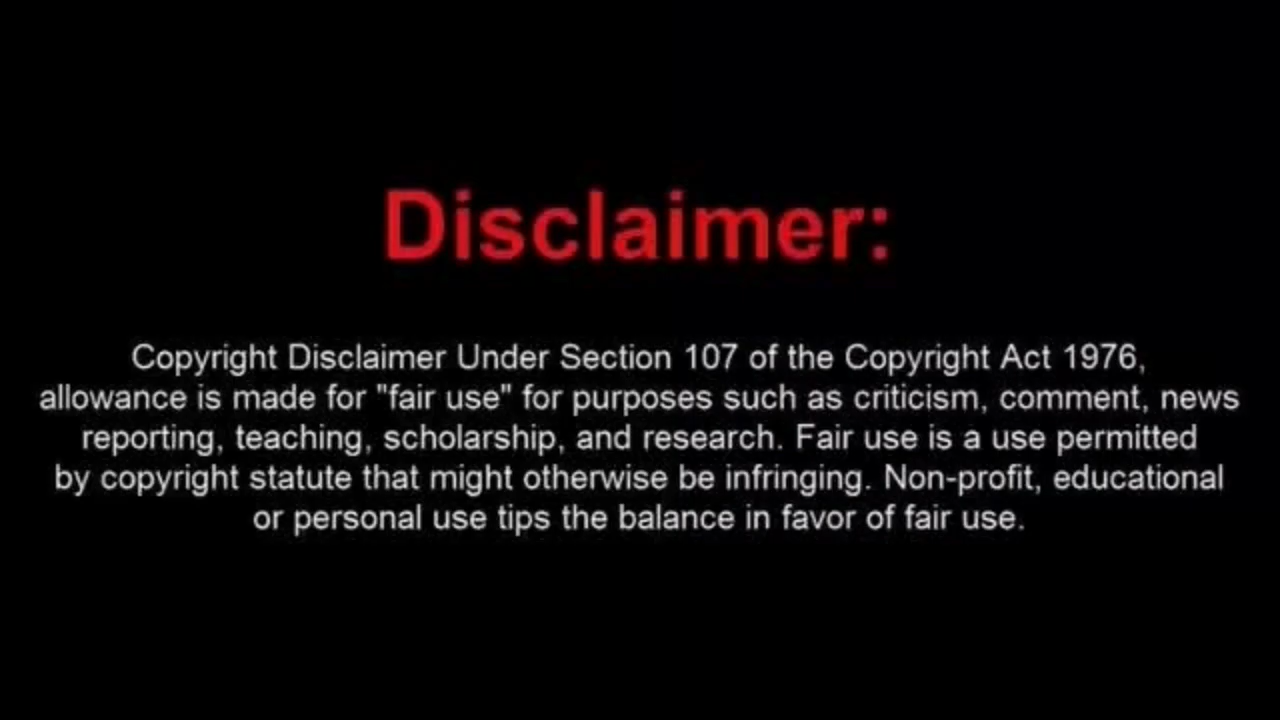 Disclaimer:
Copyright Disclaimer Under Section 107 of the Copyright Act 1976,
allowance is made for "fair use" for purposes such as criticism, comment, news
reporting, teaching, scholarship, and research. Fair use is a use permitted
by copyright statute that might otherwise be infringing. Non-profit, educational
or personal use tips the balance in favor of fair use.